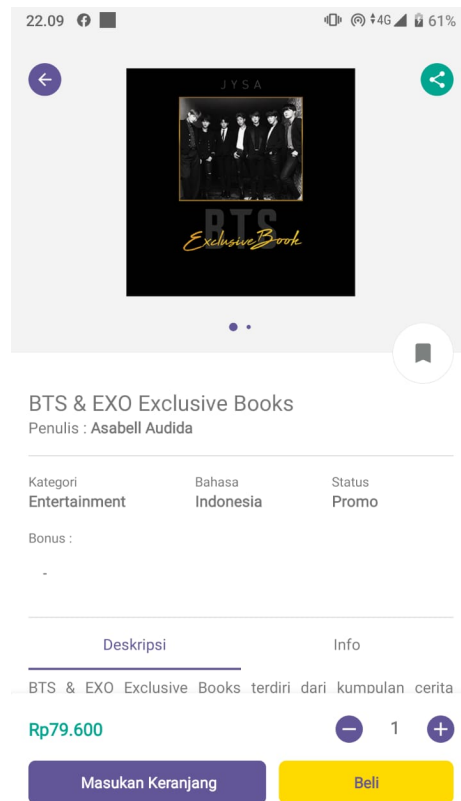 22.09 4G 61%
JYSA
BTS
Exclusive Book
BTS & EXO Exclusive Books
Penulis : Asabell Audida
Kategori Bahasa Status
Entertainment Indonesia Promo
Bonus :
-
Deskripsi Info
BTS & EXO Exclusive Books terdiri dari kumpulan cerita
Rp79.600 1
Masukan Keranjang Beli